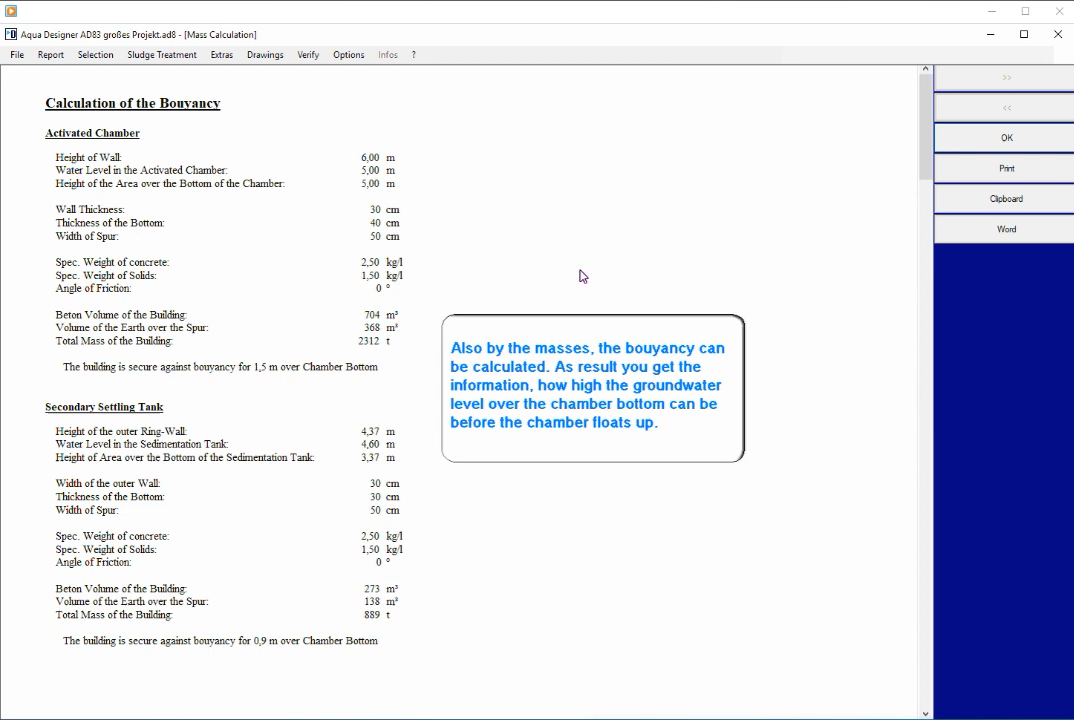 Aqua Designer AD83 großes Projekt.ad8 - [Mass Calculation]
File Report Selection Sludge Treatment Extras Drawings Verify Options Infos ?
Calculation of the Bouyancy
Activated Chamber
Height of Wall: 6,00 m
Water Level in the Activated Chamber: 5,00 m
Height of the Area over the Bottom of the Chamber: 5,00 m
Wall Thickness: 30 cm
Thickness of the Bottom: 40 cm
Width of Spur: 50 cm
Spec. Weight of concrete: 2,50 kg/l
Spec. Weight of Solids: 1,50 kg/l
Angle of Friction: 0 °
Beton Volume of the Building: 704 m³
Volume of the Earth over the Spur: 368 m³
Total Mass of the Building: 2312 t
The building is secure against bouyancy for 1,5 m over Chamber Bottom
Secondary Settling Tank
Height of the outer Ring-Wall: 4,37 m
Water Level in the Sedimentation Tank: 4,60 m
Height of Area over the Bottom of the Sedimentation Tank: 3,37 m
Width of the outer Wall: 30 cm
Thickness of the Bottom: 30 cm
Width of Spur: 50 cm
Spec. Weight of concrete: 2,50 kg/l
Spec. Weight of Solids: 1,50 kg/l
Angle of Friction: 0 °
Beton Volume of the Building: 273 m³
Volume of the Earth over the Spur: 138 m³
Total Mass of the Building: 889 t
The building is secure against bouyancy for 0,9 m over Chamber Bottom
Also by the masses, the bouyancy can
be calculated. As result you get the
information, how high the groundwater
level over the chamber bottom can be
before the chamber floats up.
>>
<<
OK
Print
Clipboard
Word